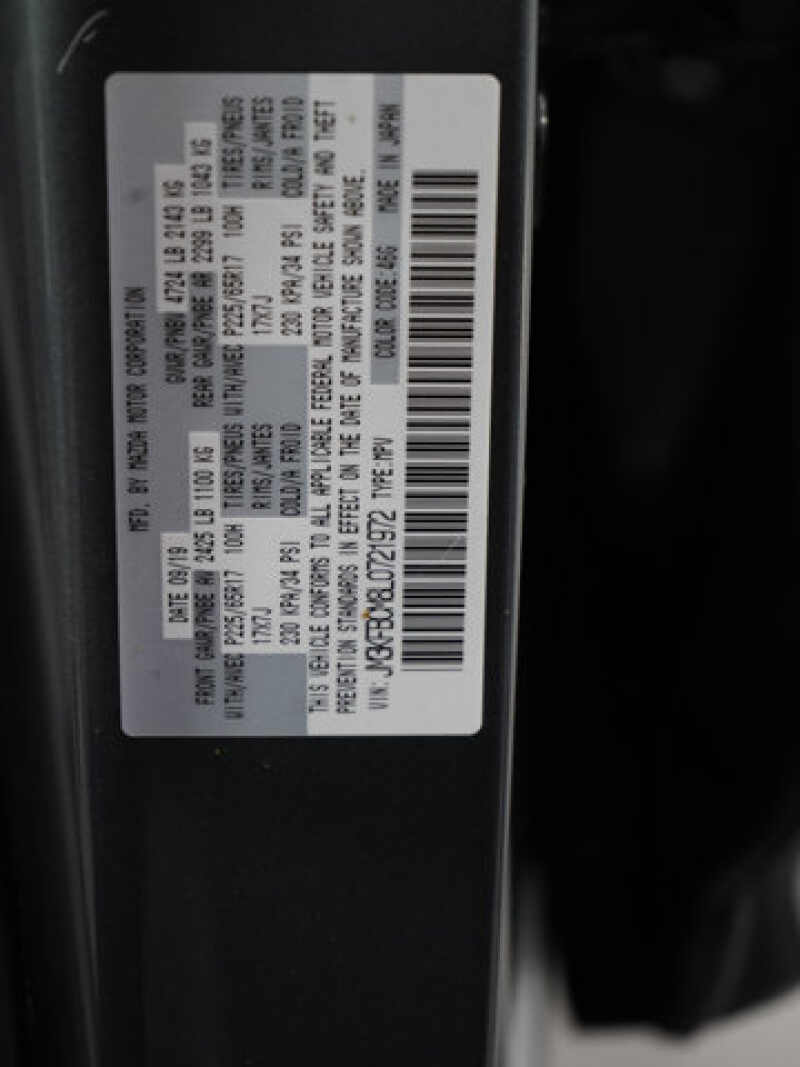 MFD. BY MAZDA MOTOR CORPORATION
DATE 09/19 GVWR/PNBV 4724 LB 2143 KG
FRONT GAWR/PNBE AV 2425 LB 1100 KG REAR GAWR/PNBE AR 2299 LB 1043 KG
WITH/AVEC P225/65R17 100H TIRES/PNEUS WITH/AVEC P225/65R17 100H TIRES/PNEUS
17X7J RIMS/JANTES 17X7J RIMS/JANTES
230 KPA/34 PSI COLD/A FROID 230 KPA/34 PSI COLD/A FROID
THIS VEHICLE CONFORMS TO ALL APPLICABLE FEDERAL MOTOR VEHICLE SAFETY AND THEFT
PREVENTION STANDARDS IN EFFECT ON THE DATE OF MANUFACTURE SHOWN ABOVE.
VIN: JM3KFBCM8L0721972 TYPE:MPV COLOR CODE:46G MADE IN JAPAN